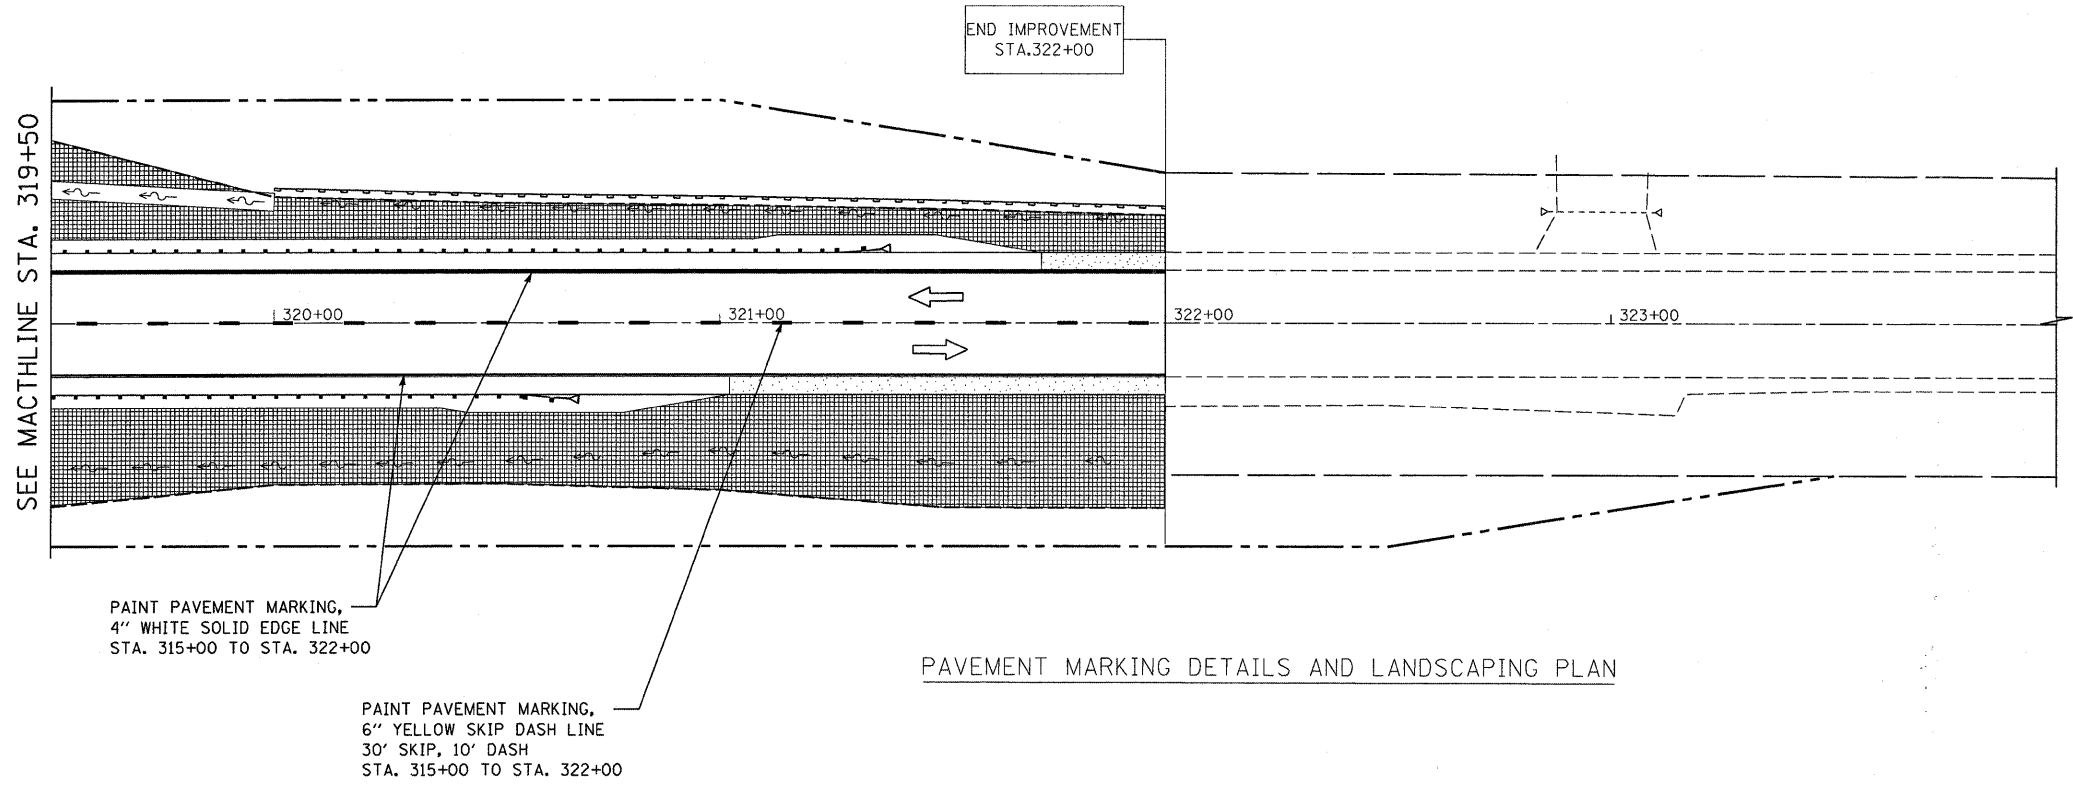 END IMPROVEMENT
STA.322+00
SEE MACTHLINE STA. 319+50
320+00
321+00
322+00
323+00
PAINT PAVEMENT MARKING,
4" WHITE SOLID EDGE LINE
STA. 315+00 TO STA. 322+00
PAVEMENT MARKING DETAILS AND LANDSCAPING PLAN
PAINT PAVEMENT MARKING,
6" YELLOW SKIP DASH LINE
30' SKIP, 10' DASH
STA. 315+00 TO STA. 322+00